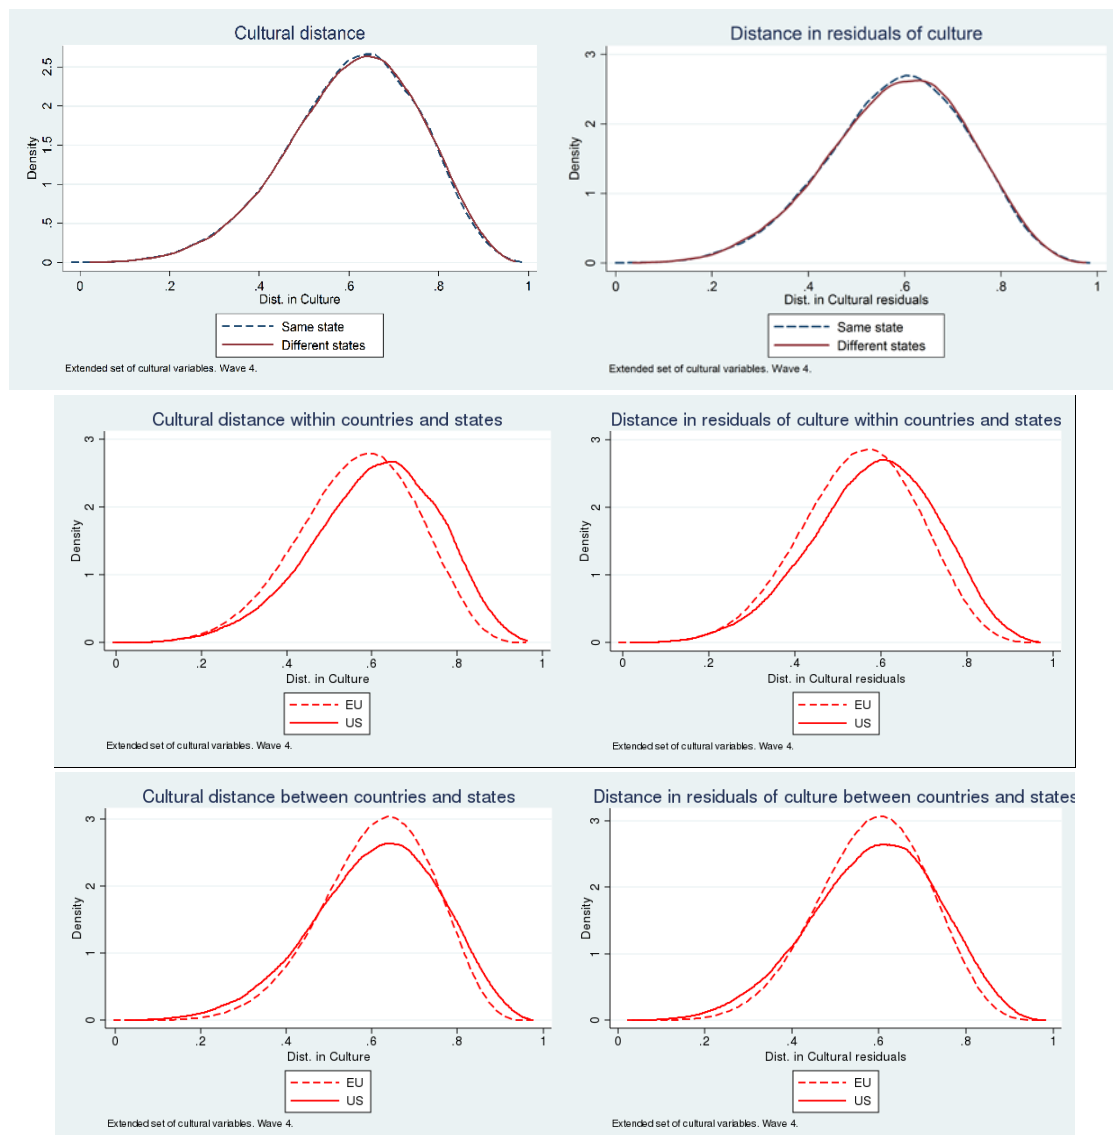 Cultural distance
Density
0
.5
1
1.5
2
2.5
0
.2
.4
.6
.8
1
Dist. in Culture
Same state
Different states
Extended set of cultural variables. Wave 4.
Distance in residuals of culture
Density
0
1
2
3
0
.2
.4
.6
.8
1
Dist. in Cultural residuals
Same state
Different states
Extended set of cultural variables. Wave 4.
Cultural distance within countries and states
Density
0
1
2
3
0
.2
.4
.6
.8
1
Dist. in Culture
EU
US
Extended set of cultural variables. Wave 4.
Distance in residuals of culture within countries and states
Density
0
1
2
3
0
.2
.4
.6
.8
1
Dist. in Cultural residuals
EU
US
Extended set of cultural variables. Wave 4.
Cultural distance between countries and states
Density
0
1
2
3
0
.2
.4
.6
.8
1
Dist. in Culture
EU
US
Extended set of cultural variables. Wave 4.
Distance in residuals of culture between countries and states
Density
0
1
2
3
0
.2
.4
.6
.8
1
Dist. in Cultural residuals
EU
US
Extended set of cultural variables. Wave 4.